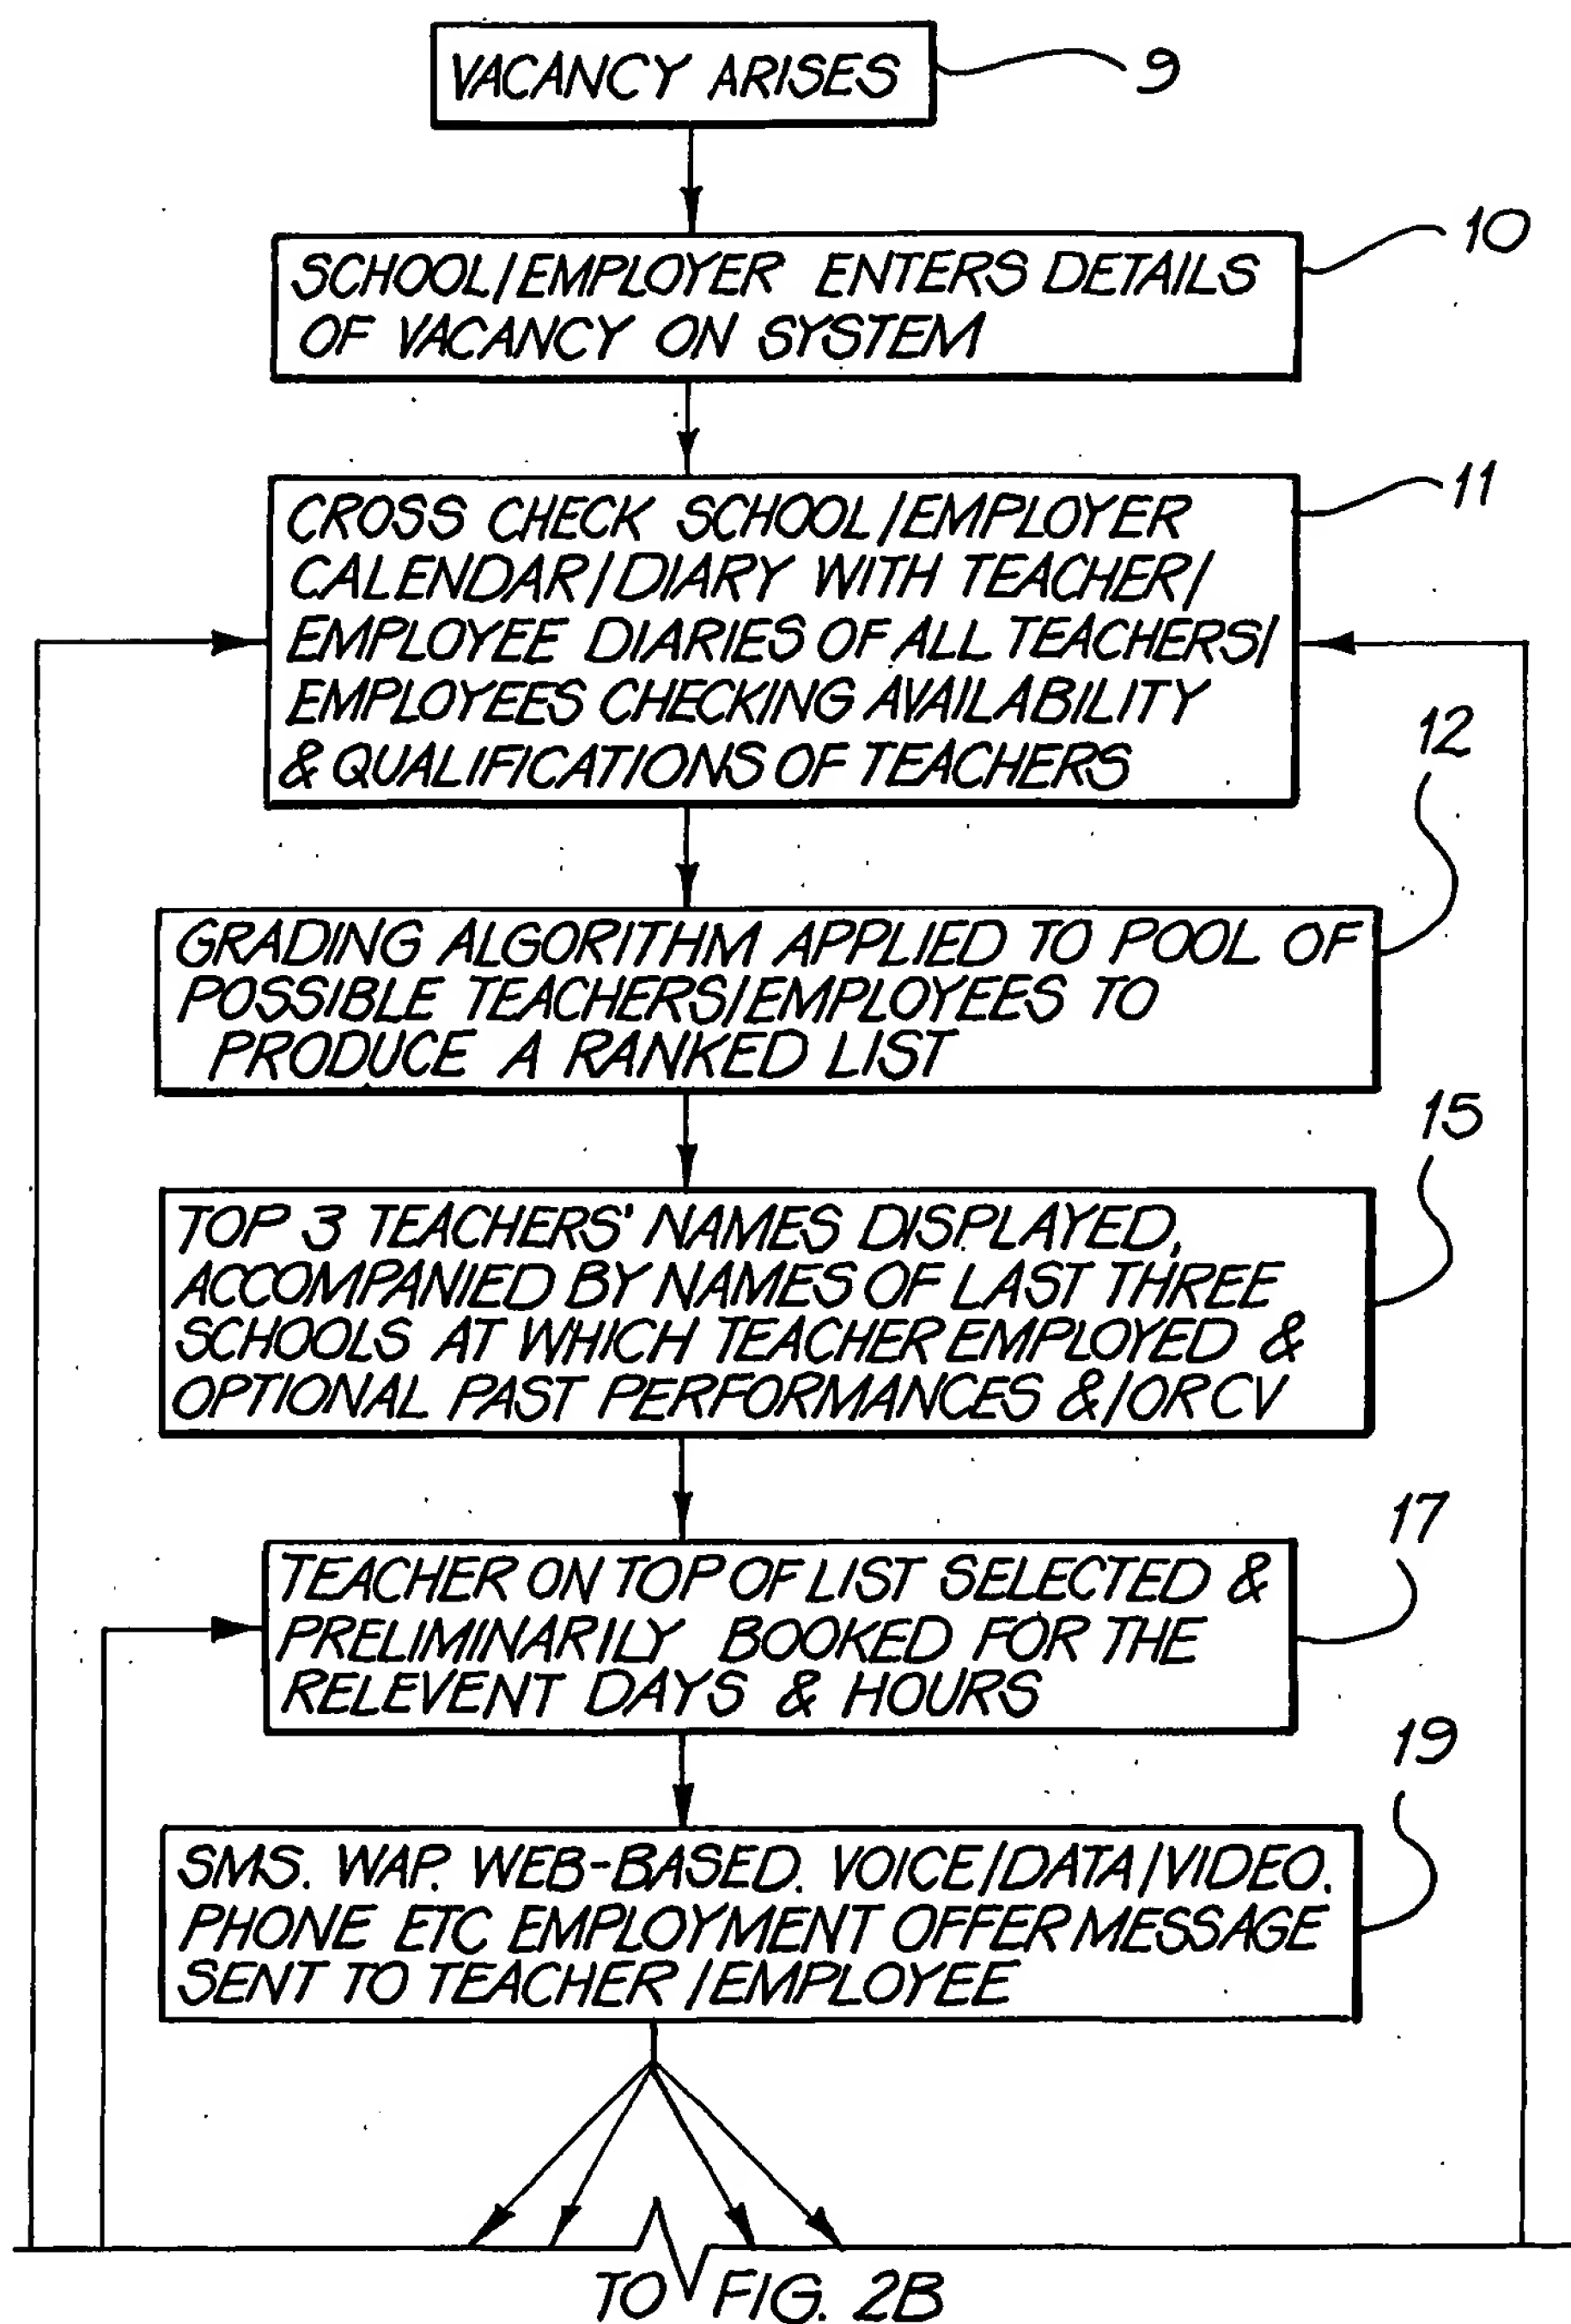 VACANCY ARISES
9
SCHOOL/EMPLOYER ENTERS DETAILS
OF VACANCY ON SYSTEM
10
CROSS CHECK SCHOOL/EMPLOYER
CALENDAR/DIARY WITH TEACHER/
EMPLOYEE DIARIES OF ALL TEACHERS/
EMPLOYEES CHECKING AVAILABILITY
& QUALIFICATIONS OF TEACHERS
11
GRADING ALGORITHM APPLIED TO POOL OF
POSSIBLE TEACHERS/EMPLOYEES TO
PRODUCE A RANKED LIST
12
TOP 3 TEACHERS' NAMES DISPLAYED,
ACCOMPANIED BY NAMES OF LAST THREE
SCHOOLS AT WHICH TEACHER EMPLOYED &
OPTIONAL PAST PERFORMANCES &/OR CV
15
TEACHER ON TOP OF LIST SELECTED &
PRELIMINARILY BOOKED FOR THE
RELEVENT DAYS & HOURS
17
SMS. WAP. WEB-BASED. VOICE/DATA/VIDEO.
PHONE ETC EMPLOYMENT OFFER MESSAGE
SENT TO TEACHER/EMPLOYEE
19
TO FIG. 2B